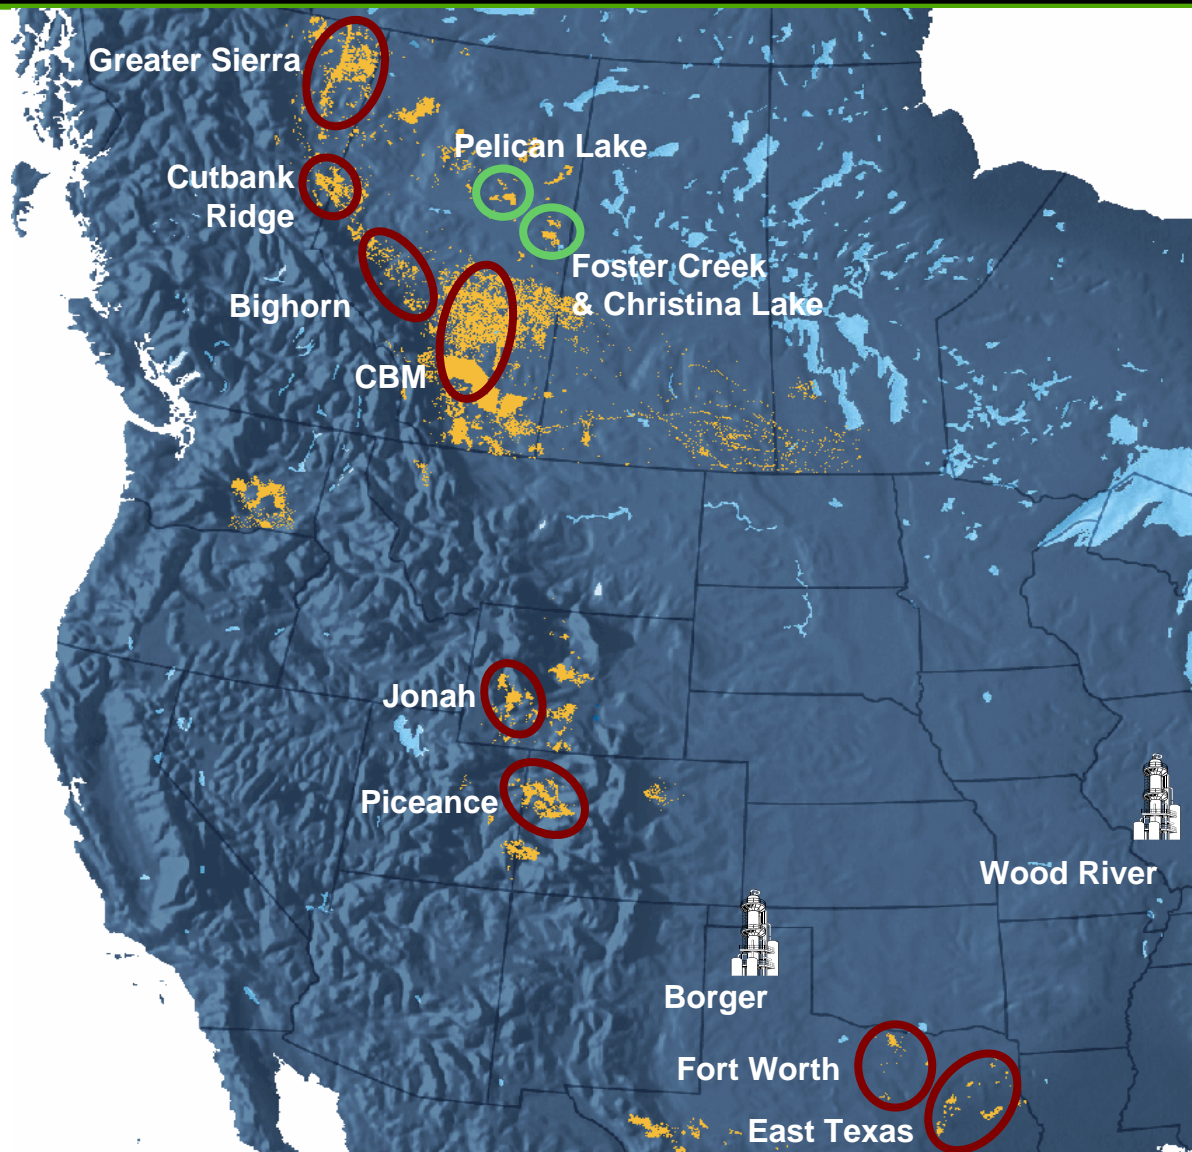 Greater Sierra
Pelican Lake
Cutbank
Ridge
Foster Creek
& Christina Lake
Bighorn
CBM
Jonah
Piceance
Wood River
Borger
Fort Worth
East Texas